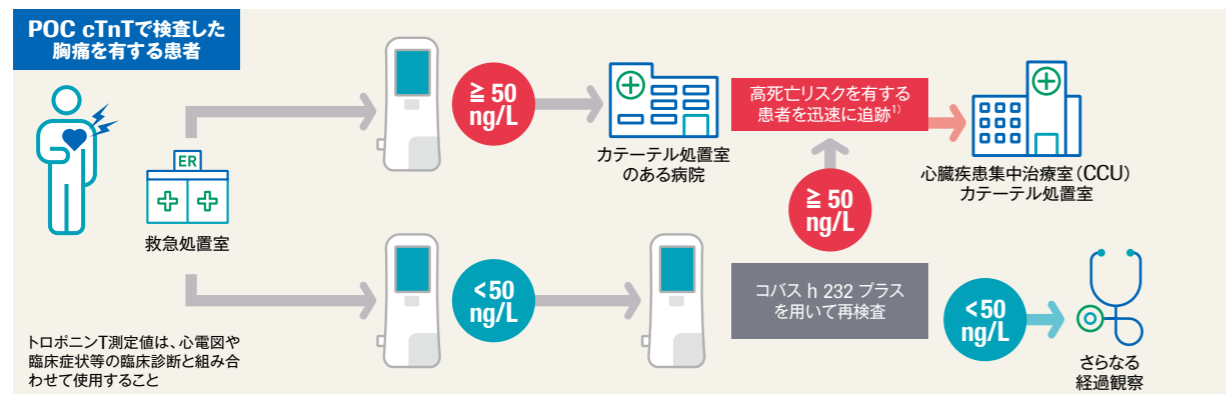 POC cTnTで検査した
胸痛を有する患者
ER
救急処置室
トロポニンT測定値は、心電図や
臨床症状等の臨床診断と組み合
わせて使用すること
≧ 50
ng/L
カテーテル処置室
のある病院
高死亡リスクを有する
患者を迅速に追跡1)
心臓疾患集中治療室(CCU)
カテーテル処置室
≧ 50
ng/L
<50
ng/L
コバス h 232 プラス
を用いて再検査
<50
ng/L
さらなる
経過観察